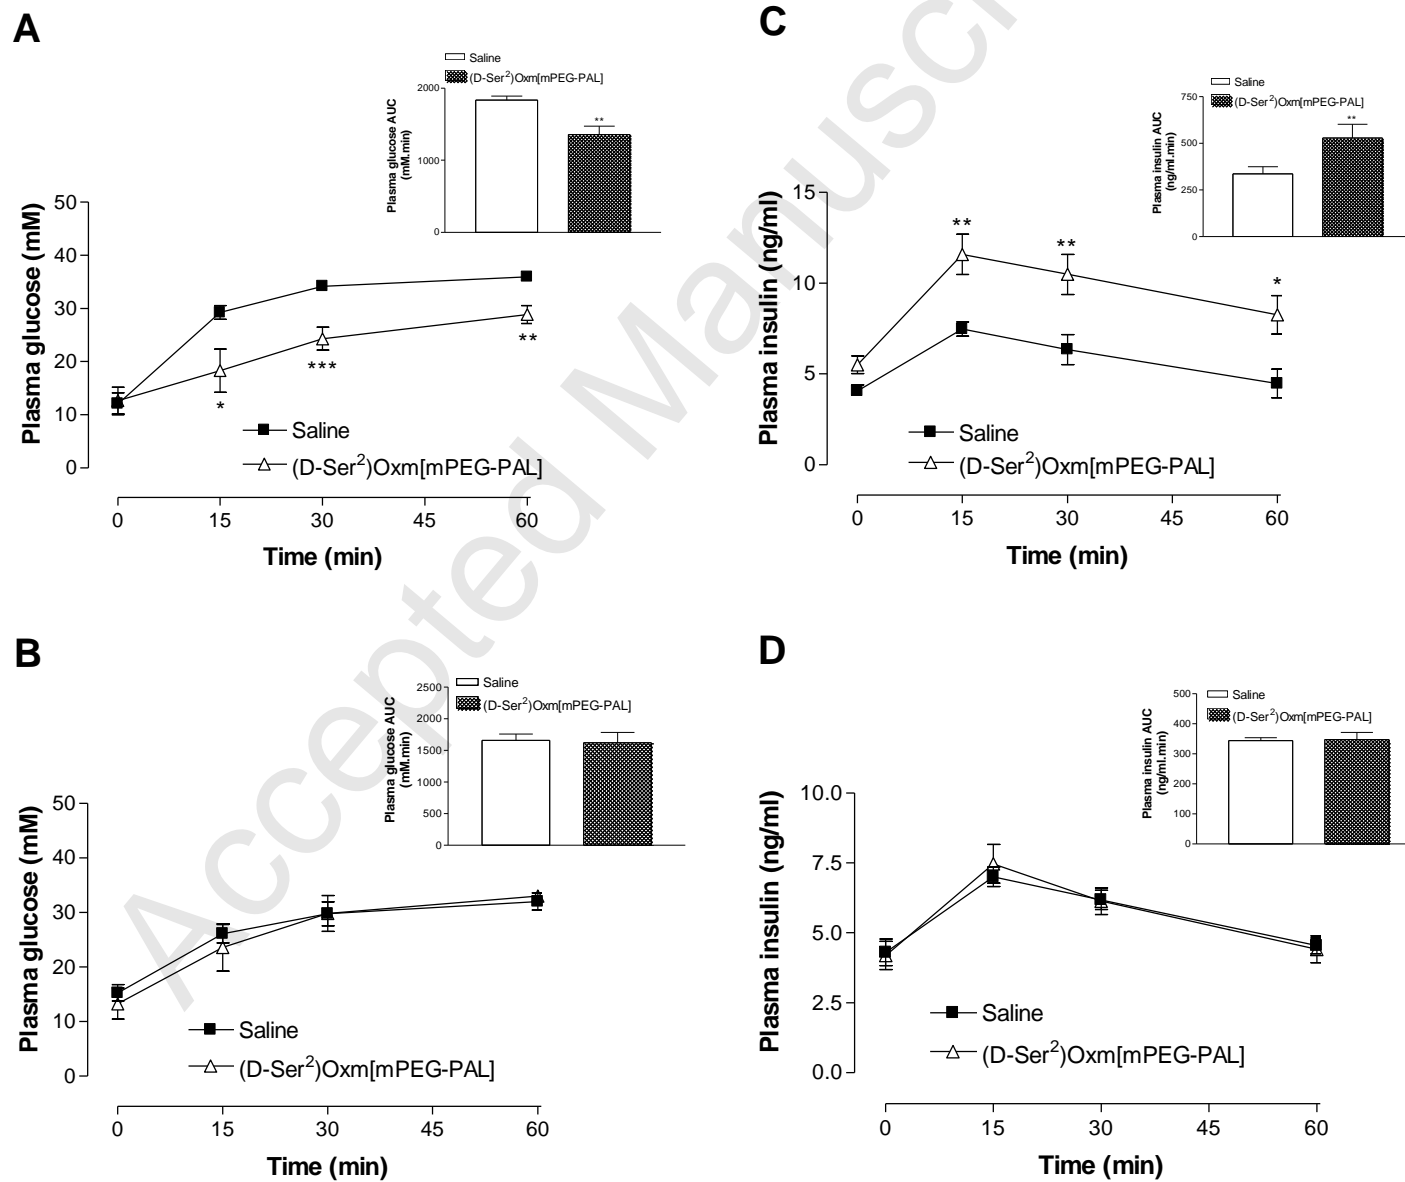 A
Saline
(D-Ser²)Oxm[mPEG-PAL]
2000
1000
0
Plasma glucose AUC
(mM.min)
**
50
40
30
20
10
0
Plasma glucose (mM)
*
***
**
Saline
(D-Ser²)Oxm[mPEG-PAL]
0 15 30 45 60
Time (min)
C
Saline
(D-Ser²)Oxm[mPEG-PAL]
750
500
250
0
Plasma insulin AUC
(ng/ml.min)
**
15
10
5
0
Plasma insulin (ng/ml)
**
**
*
Saline
(D-Ser²)Oxm[mPEG-PAL]
0 15 30 45 60
Time (min)
B
Saline
(D-Ser²)Oxm[mPEG-PAL]
2500
2000
1500
1000
500
0
Plasma glucose AUC
(mM.min)
50
40
30
20
10
0
Plasma glucose (mM)
Saline
(D-Ser²)Oxm[mPEG-PAL]
0 15 30 45 60
Time (min)
D
Saline
(D-Ser²)Oxm[mPEG-PAL]
500
400
300
200
100
0
Plasma insulin AUC
(ng/ml.min)
10.0
7.5
5.0
2.5
0.0
Plasma insulin (ng/ml)
Saline
(D-Ser²)Oxm[mPEG-PAL]
0 15 30 45 60
Time (min)
Accepted Manusc